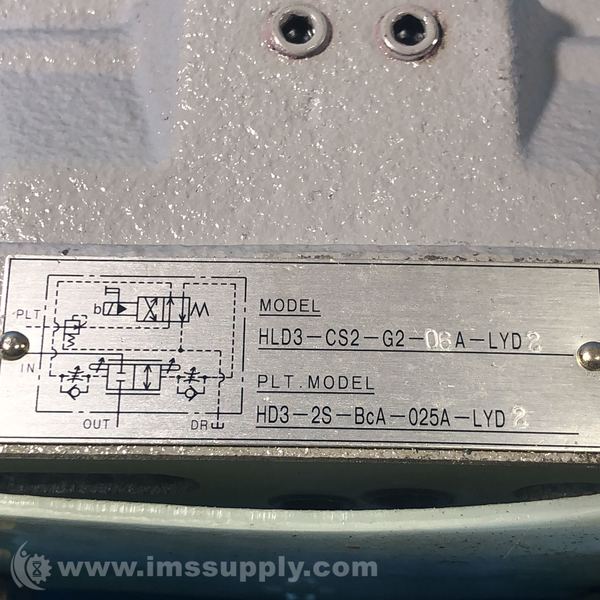 PLT
b
IN
OUT
DR
MODEL
HLD3-CS2-G2-06A-LYD2
PLT.MODEL
HD3-2S-BcA-025A-LYD2
www.imssupply.com